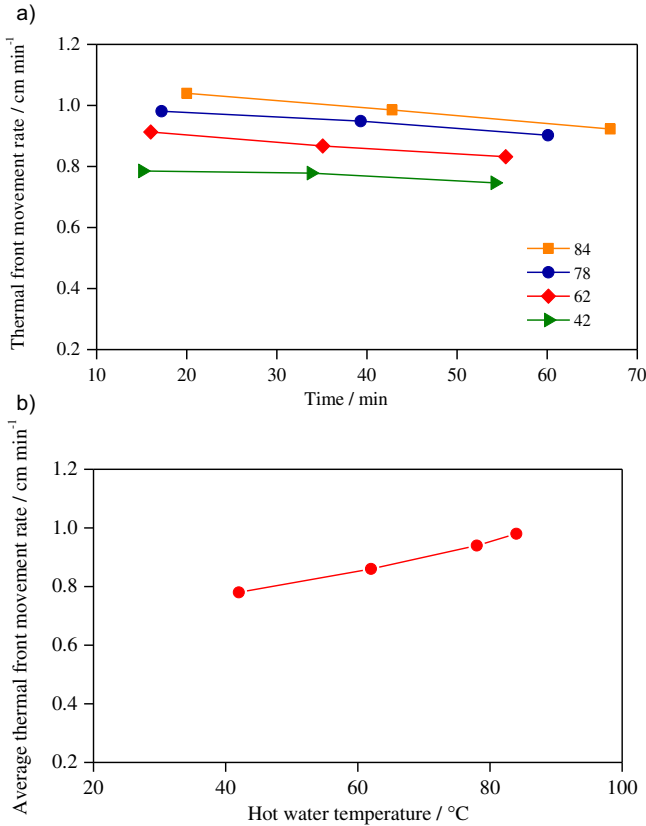 a)
Thermal front movement rate / cm min⁻¹
1.2
1.0
0.8
0.6
0.4
0.2
84
78
62
42
10 20 30 40 50 60 70
Time / min
b)
Average thermal front movement rate / cm min⁻¹
1.2
1.0
0.8
0.6
0.4
0.2
20 40 60 80 100
Hot water temperature / °C